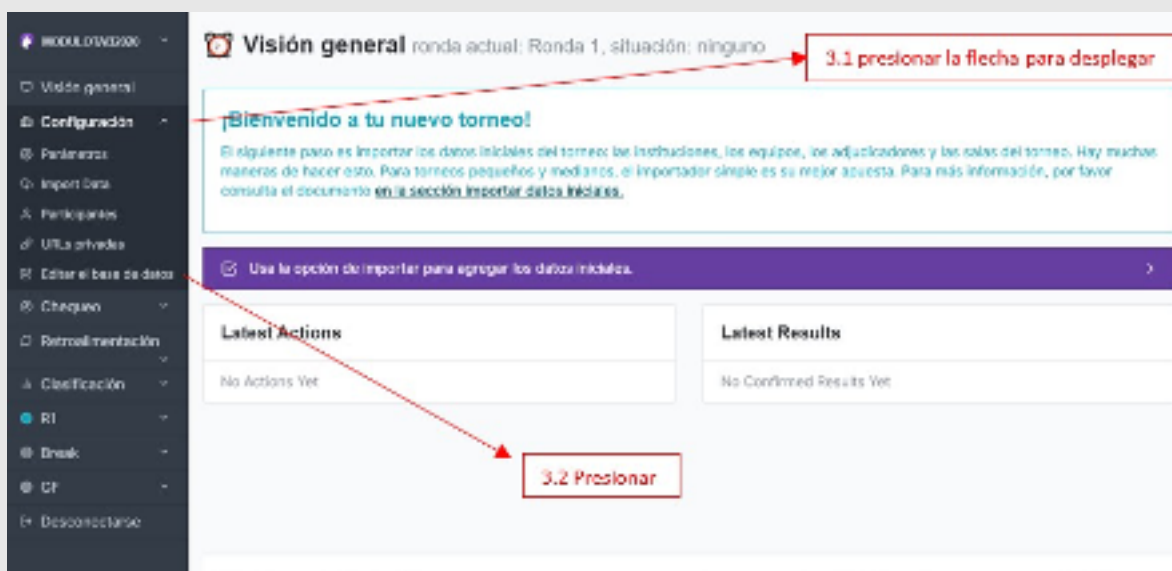 MODULOTAB2020
Visión general
Configuración
Parámetros
Import Data
Participantes
URLs privadas
Editar el base de datos
Chequeo
Retroalimentación
Clasificación
R1
Break
GF
Desconectarse
Visión general ronda actual: Ronda 1, situación: ninguno
3.1 presionar la flecha para desplegar
¡Bienvenido a tu nuevo torneo!
El siguiente paso es importar los datos iniciales del torneo: las instituciones, los equipos, los adjudicadores y las salas del torneo. Hay muchas
maneras de hacer esto. Para torneos pequeños y medianos, el importador simple es su mejor apuesta. Para más información, por favor
consulta el documento en la sección importar datos iniciales.
Usa la opción de importar para agregar los datos iniciales.
Latest Actions
No Actions Yet
Latest Results
No Confirmed Results Yet
3.2 Presionar